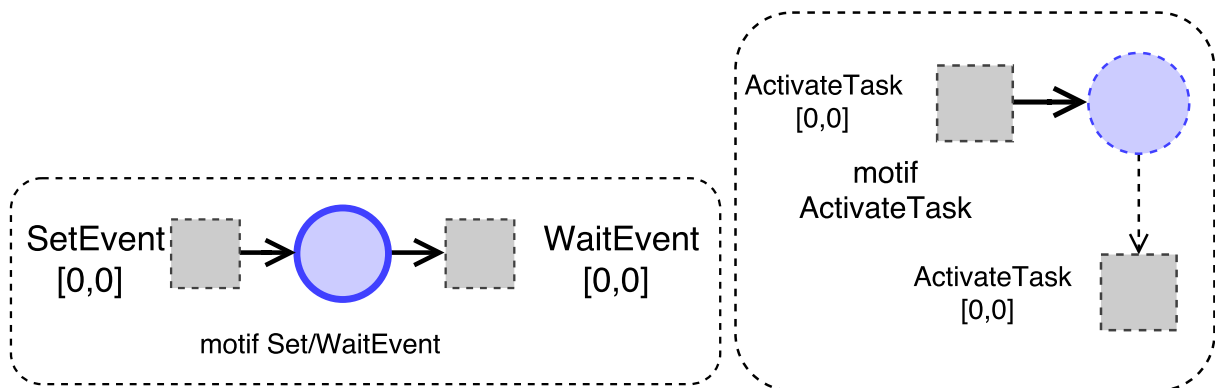 SetEvent
[0,0]
WaitEvent
[0,0]
motif Set/WaitEvent
ActivateTask
[0,0]
motif
ActivateTask
ActivateTask
[0,0]